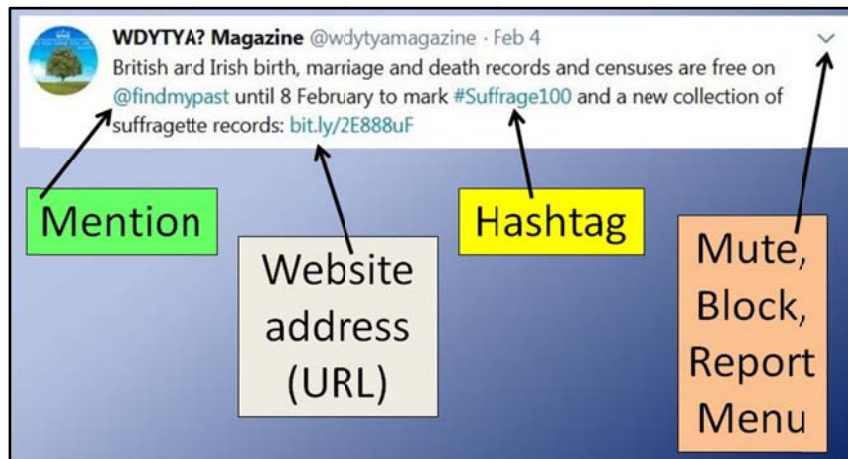 WDYTYA? Magazine @wdytyamagazine · Feb 4
British and Irish birth, marriage and death records and censuses are free on
@findmypast until 8 February to mark #Suffrage100 and a new collection of
suffragette records: bit.ly/2E888uF
Mention
Website
address
(URL)
Hashtag
Mute,
Block,
Report
Menu